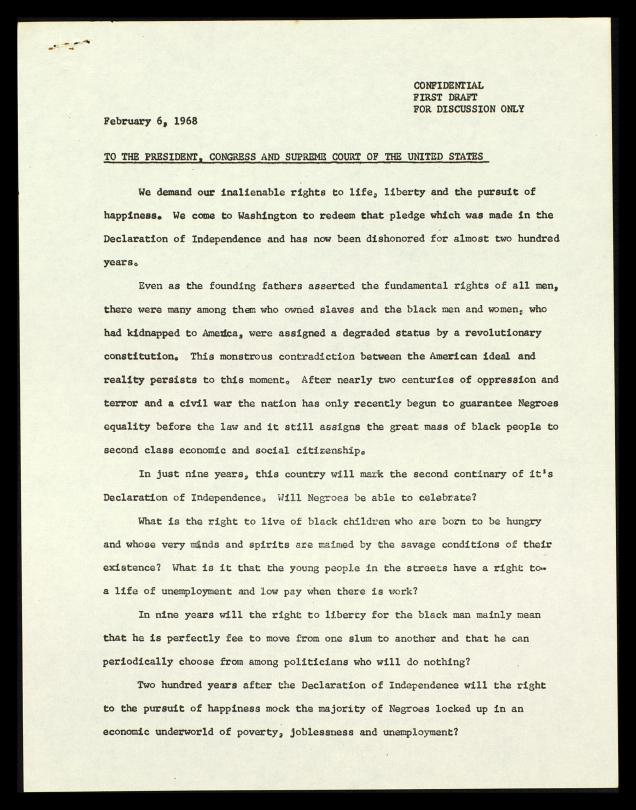 CONFIDENTIAL
FIRST DRAFT
FOR DISCUSSION ONLY
February 6, 1968
TO THE PRESIDENT, CONGRESS AND SUPREME COURT OF THE UNITED STATES
We demand our inalienable rights to life, liberty and the pursuit of
happiness. We come to Washington to redeem that pledge which was made in the
Declaration of Independence and has now been dishonored for almost two hundred
years.
Even as the founding fathers asserted the fundamental rights of all men,
there were many among them who owned slaves and the black men and women, who
had kidnapped to America, were assigned a degraded status by a revolutionary
constitution. This monstrous contradiction between the American ideal and
reality persists to this moment. After nearly two centuries of oppression and
terror and a civil war the nation has only recently begun to guarantee Negroes
equality before the law and it still assigns the great mass of black people to
second class economic and social citizenship.
In just nine years, this country will mark the second continary of it's
Declaration of Independence. Will Negroes be able to celebrate?
What is the right to live of black children who are born to be hungry
and whose very minds and spirits are maimed by the savage conditions of their
existence? What is it that the young people in the streets have a right to--
a life of unemployment and low pay when there is work?
In nine years will the right to liberty for the black man mainly mean
that he is perfectly fee to move from one slum to another and that he can
periodically choose from among politicians who will do nothing?
Two hundred years after the Declaration of Independence will the right
to the pursuit of happiness mock the majority of Negroes locked up in an
economic underworld of poverty, joblessness and unemployment?